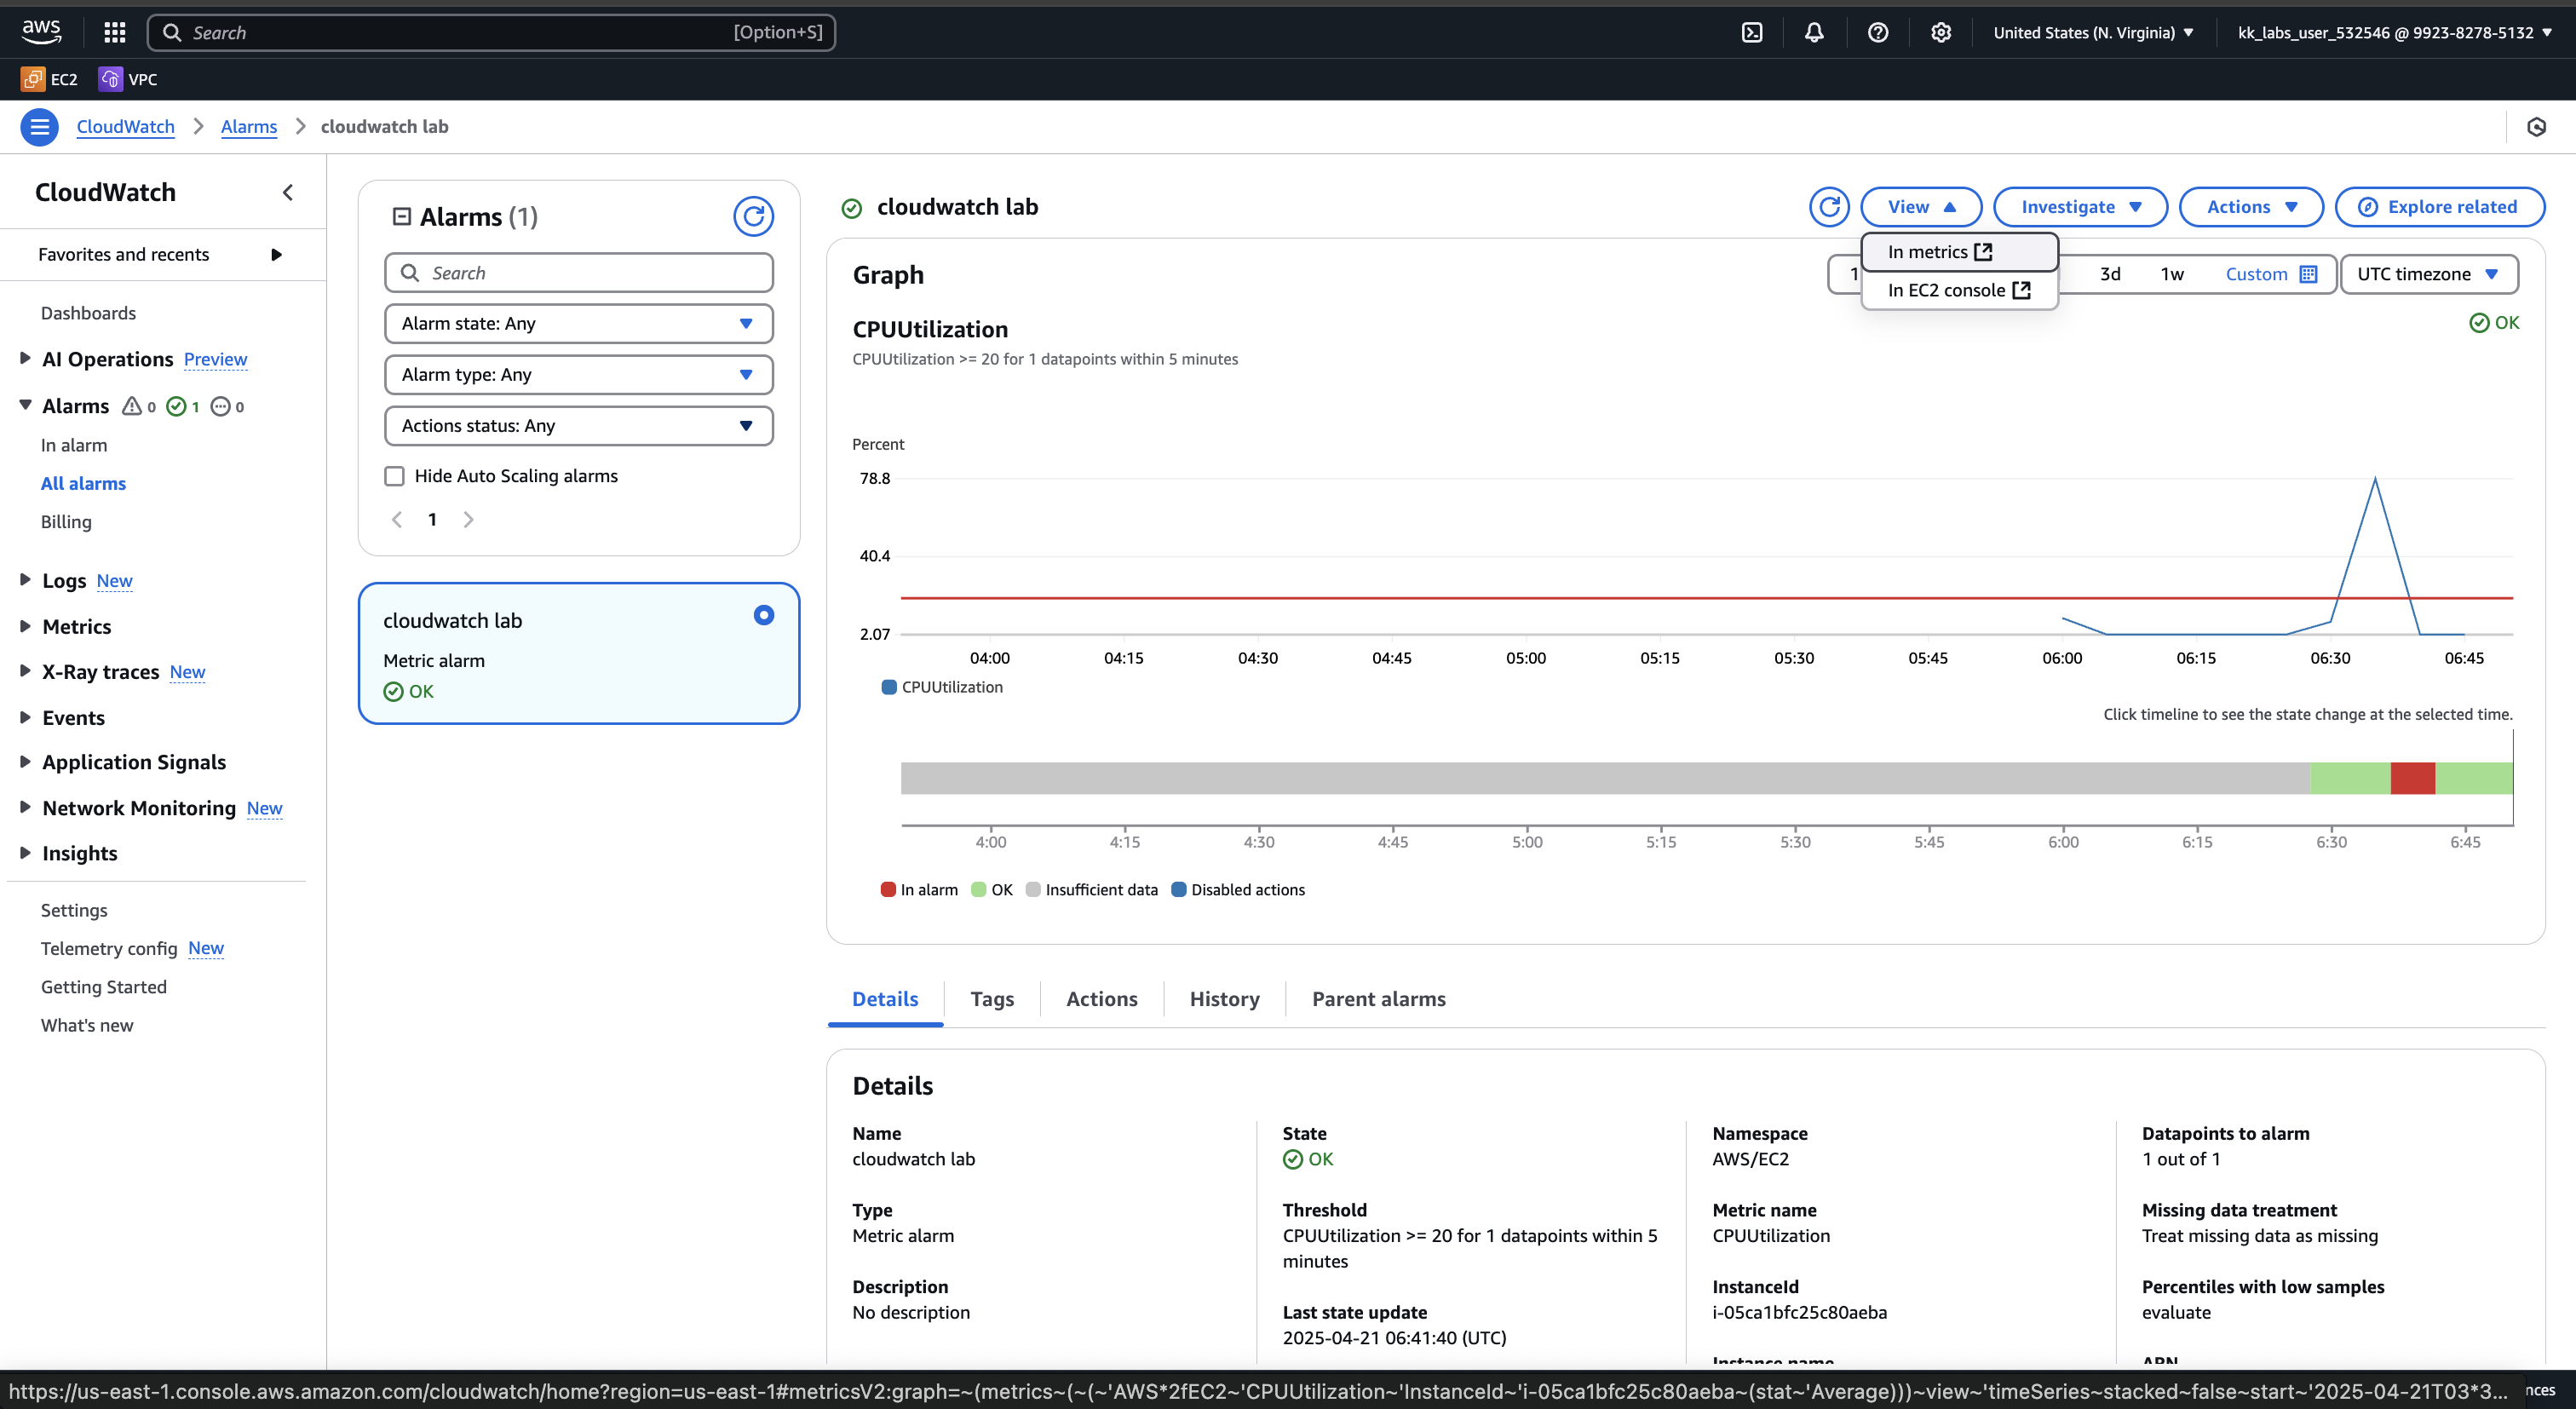 aws
Search
[Option+S]
United States (N. Virginia)
kk_labs_user_532546 @ 9923-8278-5132
EC2
VPC
CloudWatch
Alarms
cloudwatch lab
CloudWatch
Favorites and recents
Dashboards
AI Operations Preview
Alarms 0 1 0
In alarm
All alarms
Billing
Logs New
Metrics
X-Ray traces New
Events
Application Signals
Network Monitoring New
Insights
Settings
Telemetry config New
Getting Started
What's new
Alarms (1)
Search
Alarm state: Any
Alarm type: Any
Actions status: Any
Hide Auto Scaling alarms
1
cloudwatch lab
Metric alarm
OK
cloudwatch lab
View
Investigate
Actions
Explore related
In metrics
In EC2 console
Graph
1
3d
1w
Custom
UTC timezone
CPUUtilization
OK
CPUUtilization >= 20 for 1 datapoints within 5 minutes
Percent
78.8
40.4
2.07
04:00 04:15 04:30 04:45 05:00 05:15 05:30 05:45 06:00 06:15 06:30 06:45
CPUUtilization
Click timeline to see the state change at the selected time.
4:00 4:15 4:30 4:45 5:00 5:15 5:30 5:45 6:00 6:15 6:30 6:45
In alarm OK Insufficient data Disabled actions
Details
Tags
Actions
History
Parent alarms
Details
Name
cloudwatch lab
Type
Metric alarm
Description
No description
State
OK
Threshold
CPUUtilization >= 20 for 1 datapoints within 5
minutes
Last state update
2025-04-21 06:41:40 (UTC)
Namespace
AWS/EC2
Metric name
CPUUtilization
InstanceId
i-05ca1bfc25c80aeba
Instance name
Datapoints to alarm
1 out of 1
Missing data treatment
Treat missing data as missing
Percentiles with low samples
evaluate
ARN
https://us-east-1.console.aws.amazon.com/cloudwatch/home?region=us-east-1#metricsV2:graph=~(metrics~(~(~'AWS*2fEC2~'CPUUtilization~'InstanceId~'i-05ca1bfc25c80aeba~(stat~'Average)))~view~'timeSeries~stacked~false~start~'2025-04-21T03*3...
nces